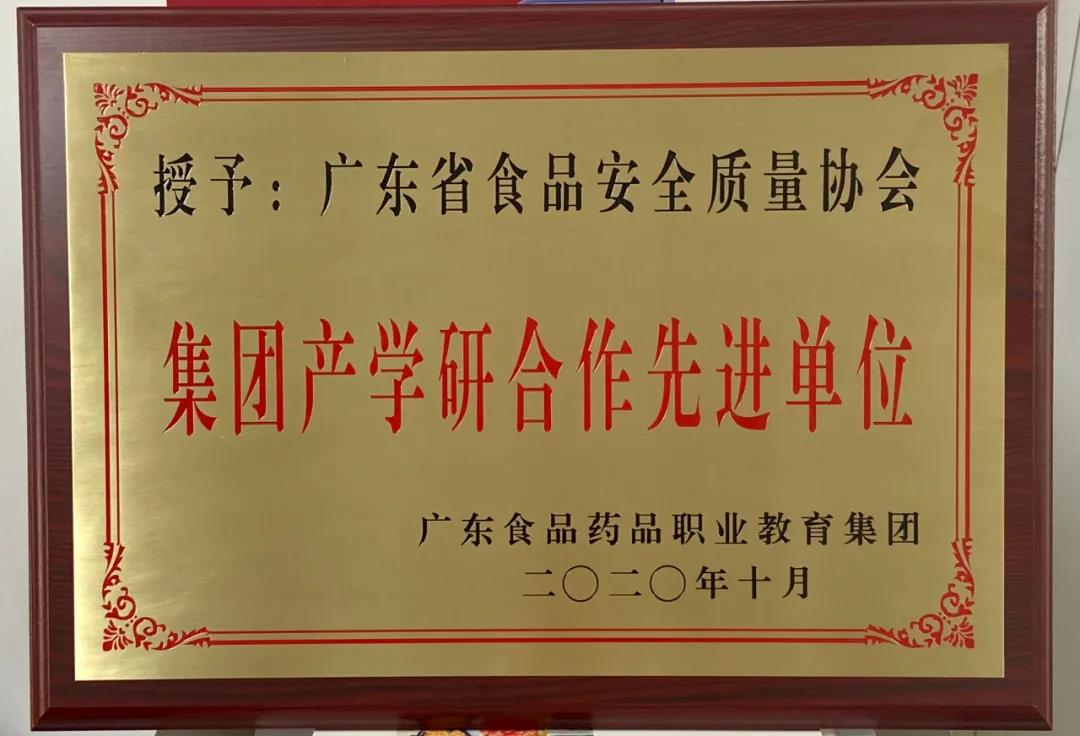 授予：广东省食品安全质量协会
集团产学研合作先进单位
广东食品药品职业教育集团
二〇二〇年十月